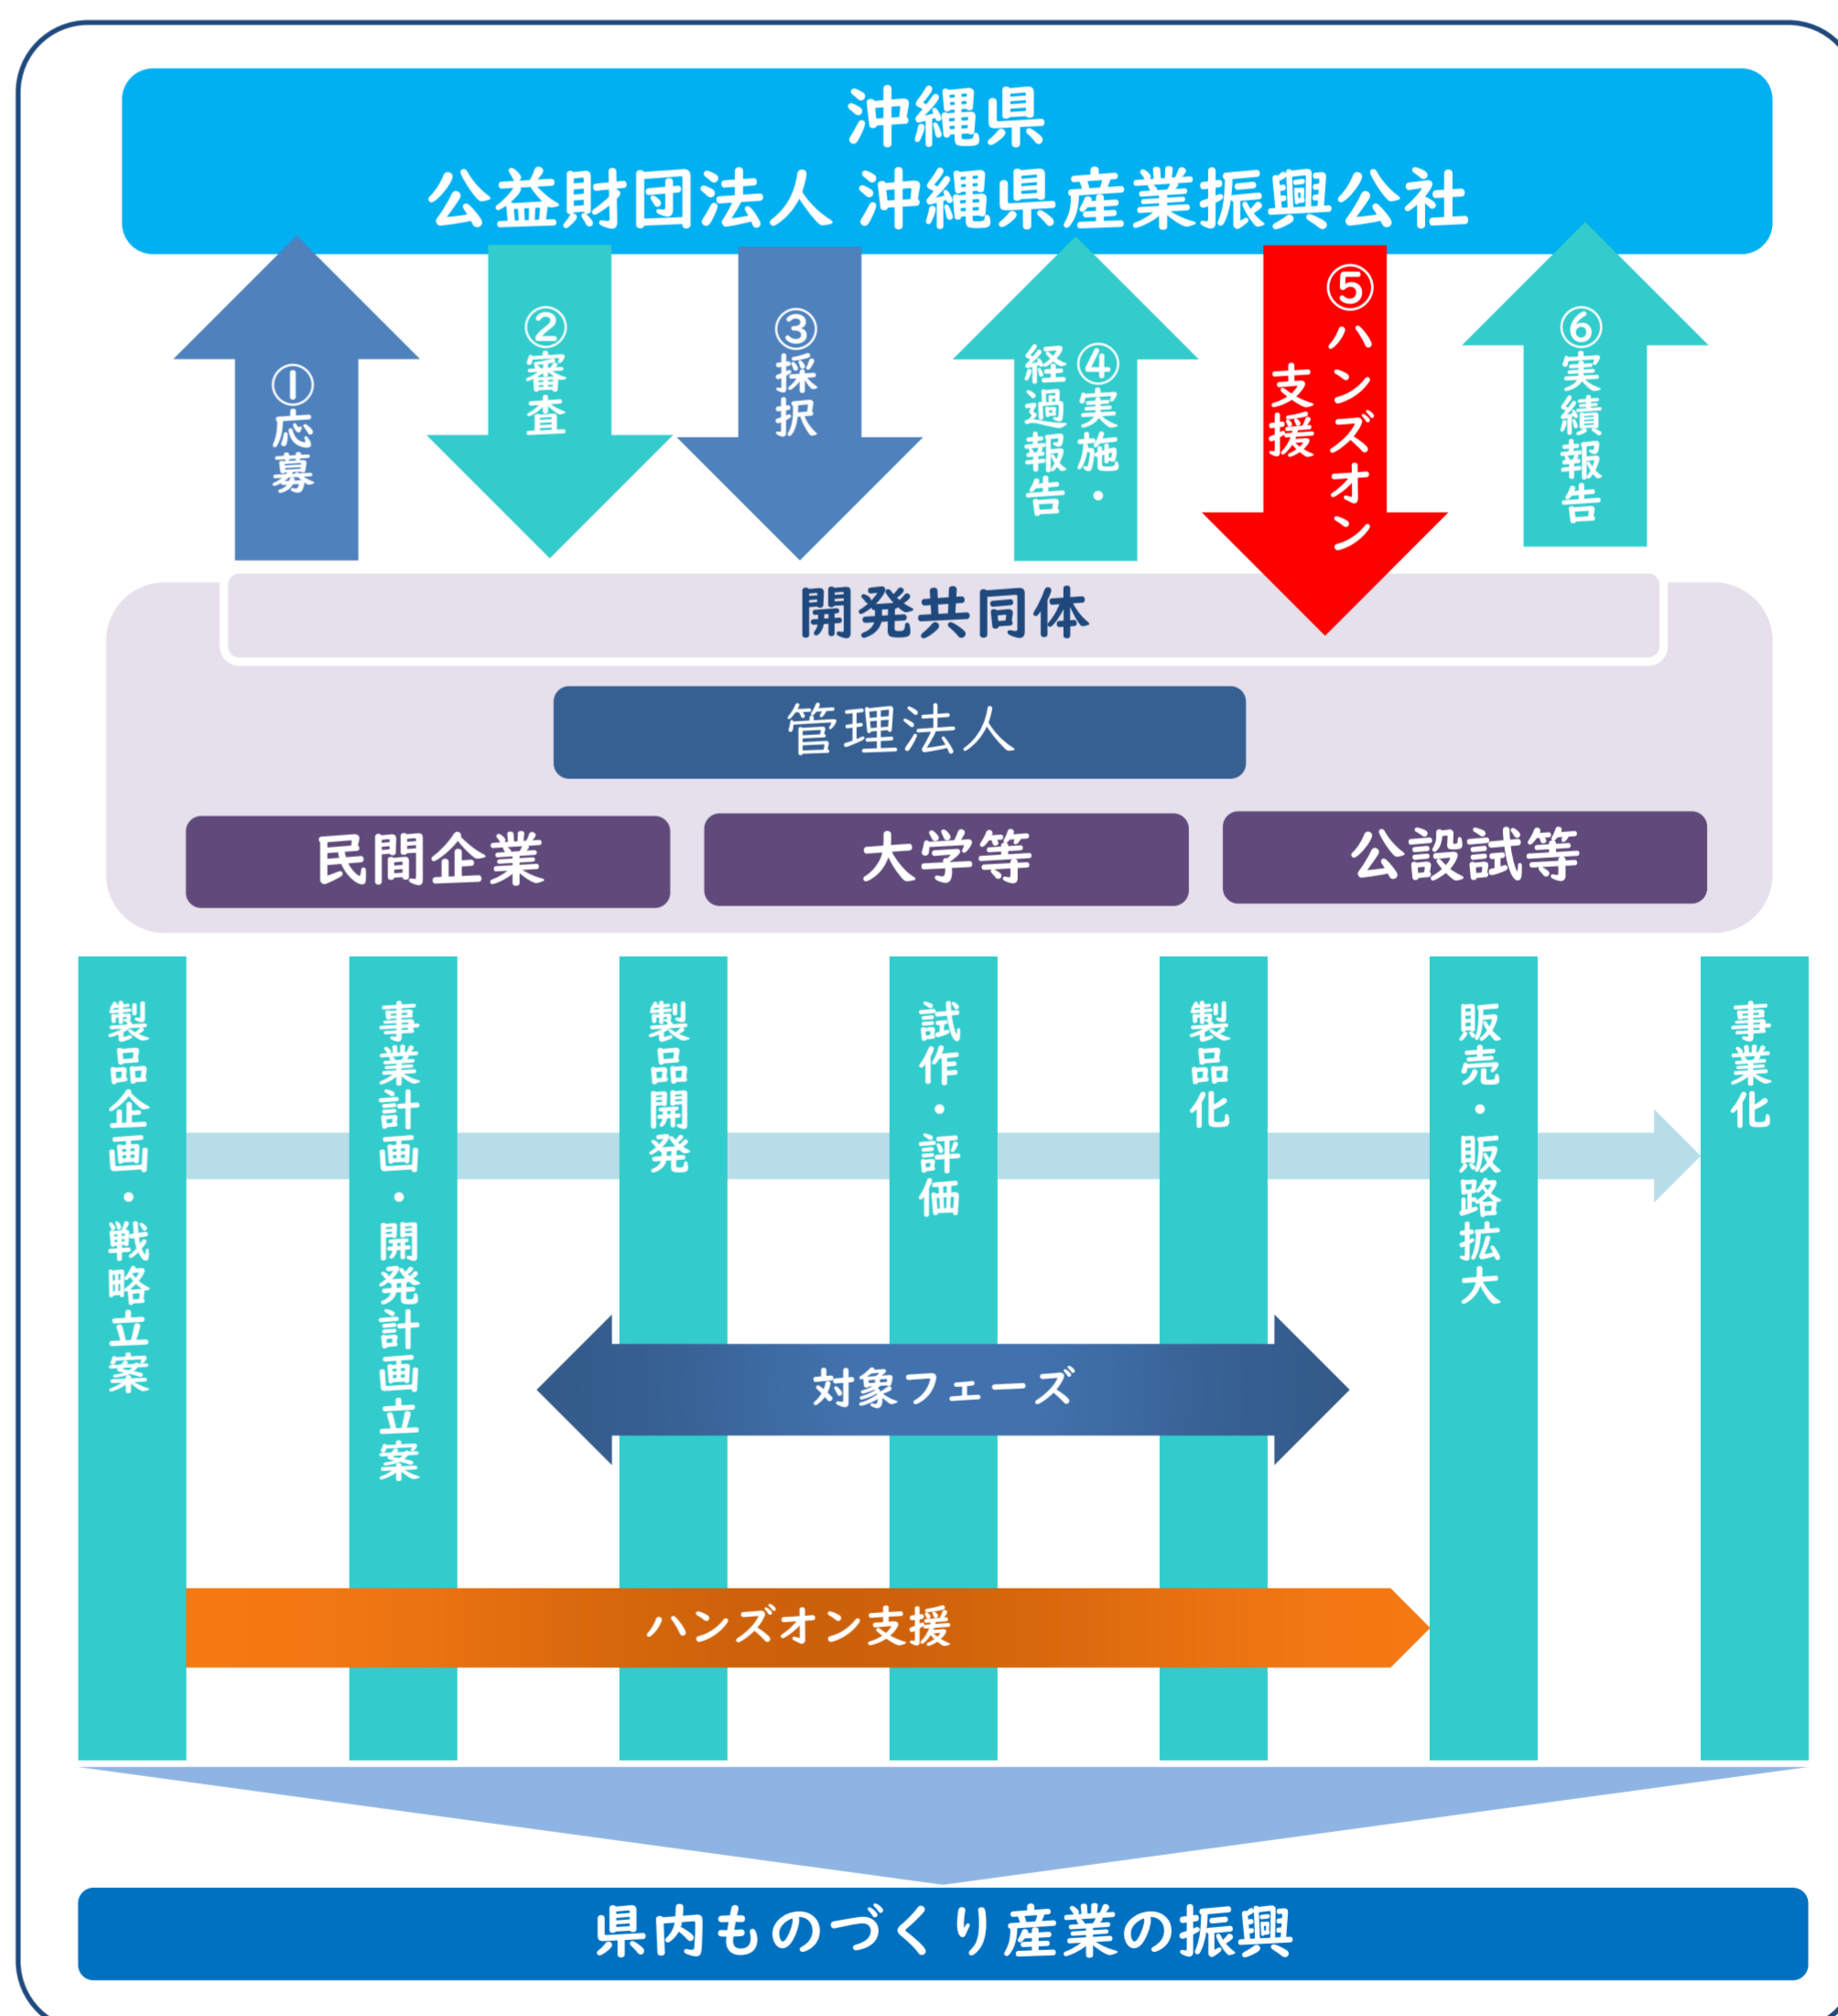 沖縄県
公益財団法人 沖縄県産業振興公社
①応募
②審査
③採択
④実施・
経過報告
⑤ハンズオン
支援
⑥実績報告
開発共同体
管理法人
民間企業
大学等
公設試等
製品企画・戦略立案
事業計画・開発計画立案
製品開発
試作・評価
製品化
販売・販路拡大
事業化
対象フェーズ
ハンズオン支援
県内ものづくり産業の振興